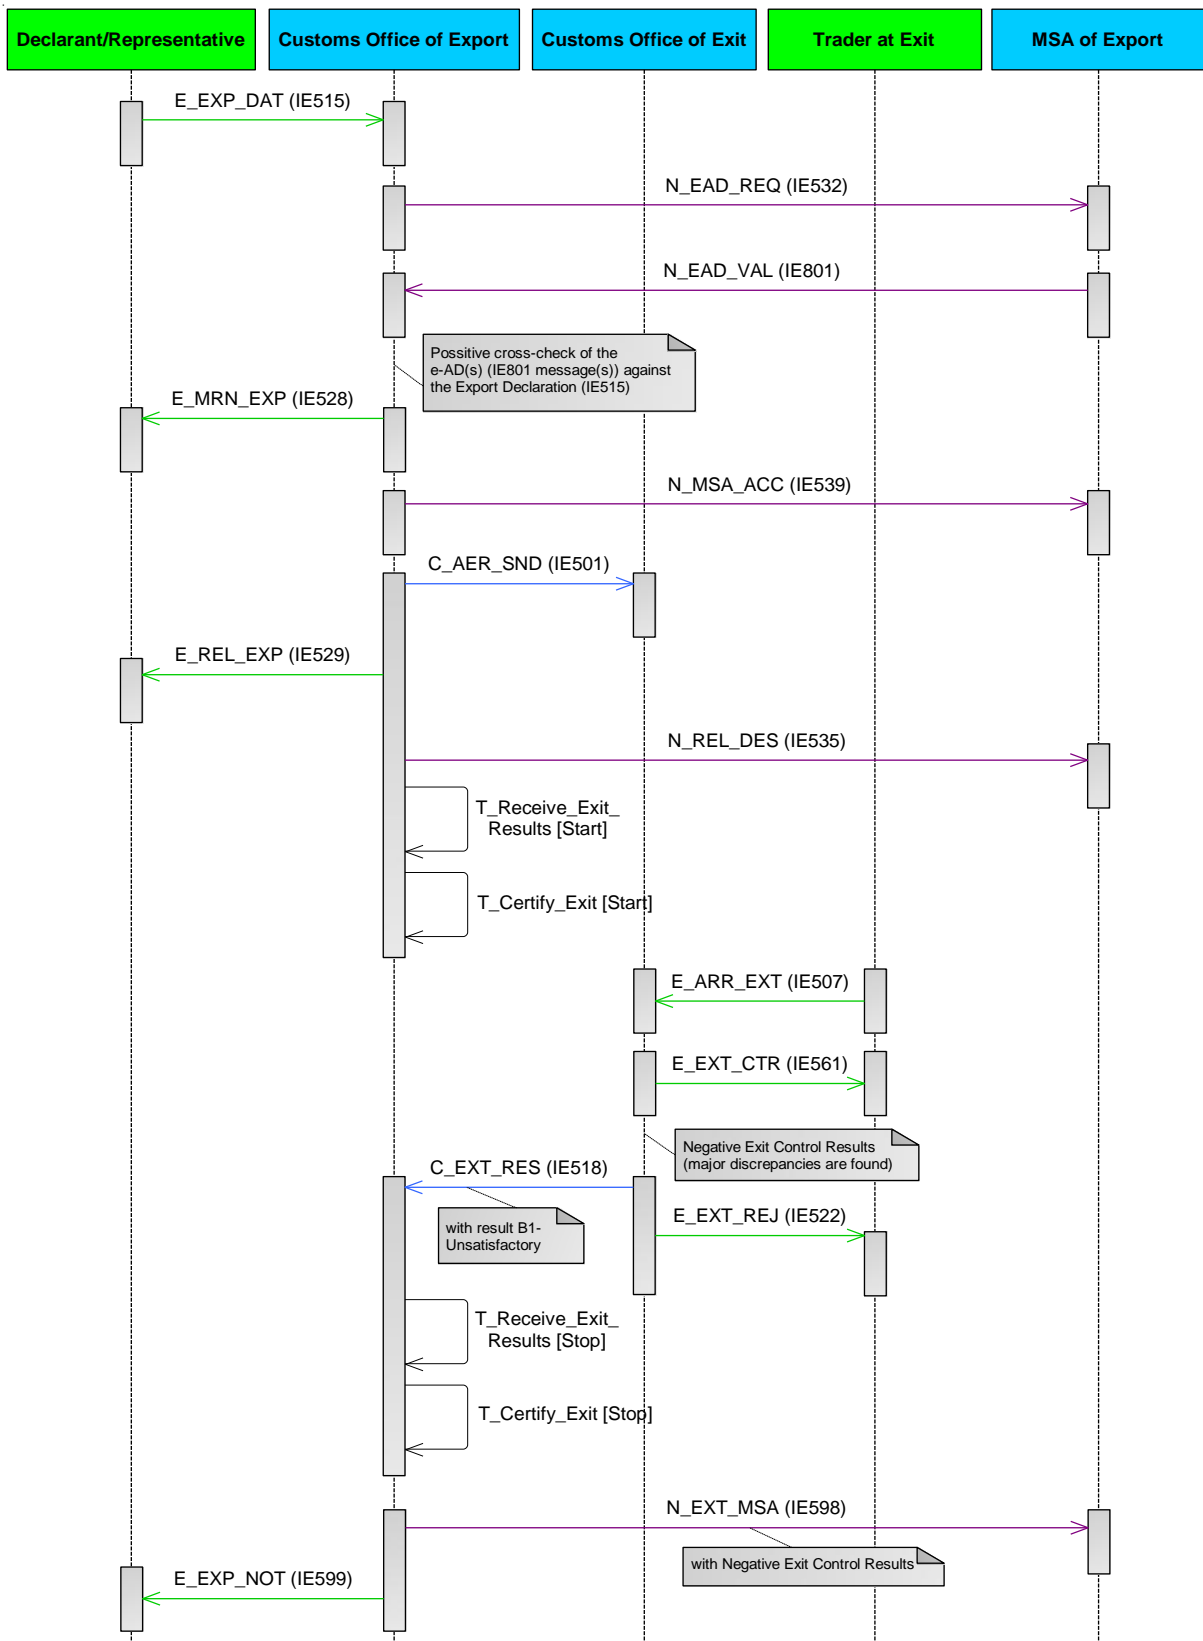 Declarant/Representative
Customs Office of Export
Customs Office of Exit
Trader at Exit
MSA of Export
E_EXP_DAT (IE515)
N_EAD_REQ (IE532)
N_EAD_VAL (IE801)
Possitive cross-check of the
e-AD(s) (IE801 message(s)) against
the Export Declaration (IE515)
E_MRN_EXP (IE528)
N_MSA_ACC (IE539)
C_AER_SND (IE501)
E_REL_EXP (IE529)
N_REL_DES (IE535)
T_Receive_Exit_
Results [Start]
T_Certify_Exit [Start]
E_ARR_EXT (IE507)
E_EXT_CTR (IE561)
Negative Exit Control Results
(major discrepancies are found)
C_EXT_RES (IE518)
with result B1-
Unsatisfactory
E_EXT_REJ (IE522)
T_Receive_Exit_
Results [Stop]
T_Certify_Exit [Stop]
N_EXT_MSA (IE598)
with Negative Exit Control Results
E_EXP_NOT (IE599)